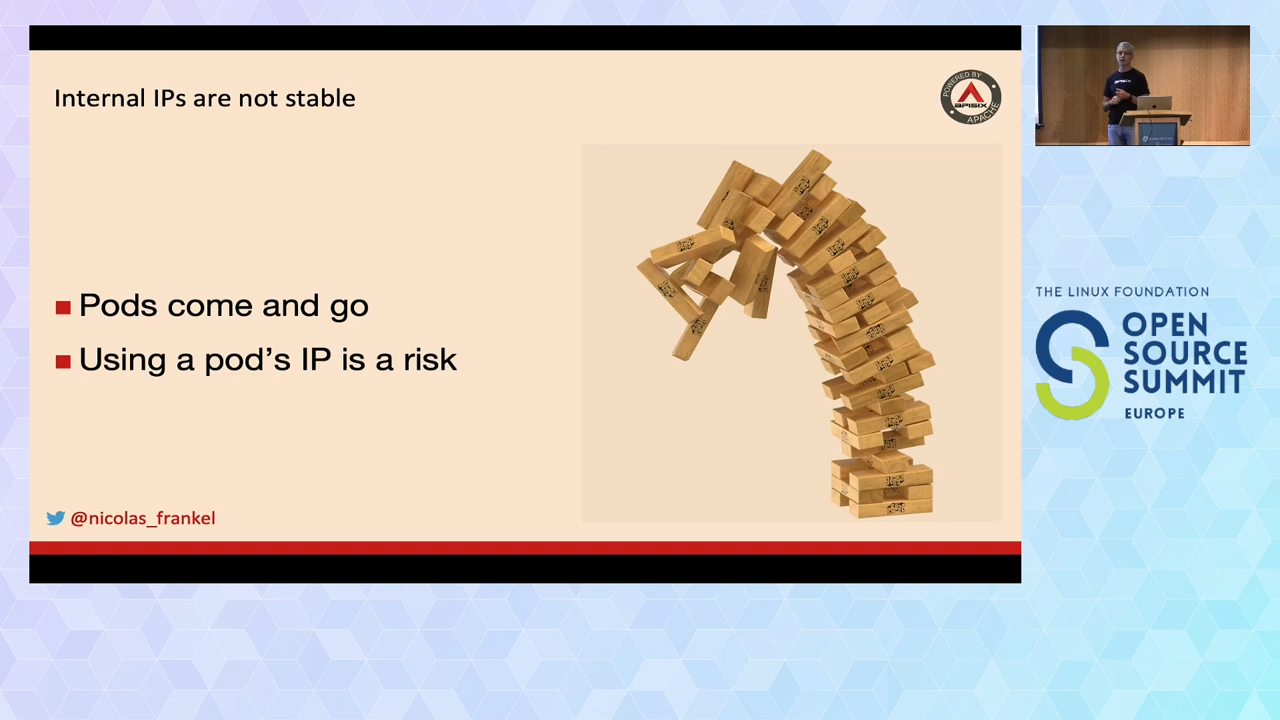 Internal IPs are not stable
POWERED BY
APISIX
APACHE
Pods come and go
Using a pod's IP is a risk
@nicolas_frankel
THE LINUX FOUNDATION
OPEN
SOURCE
SUMMIT
EUROPE